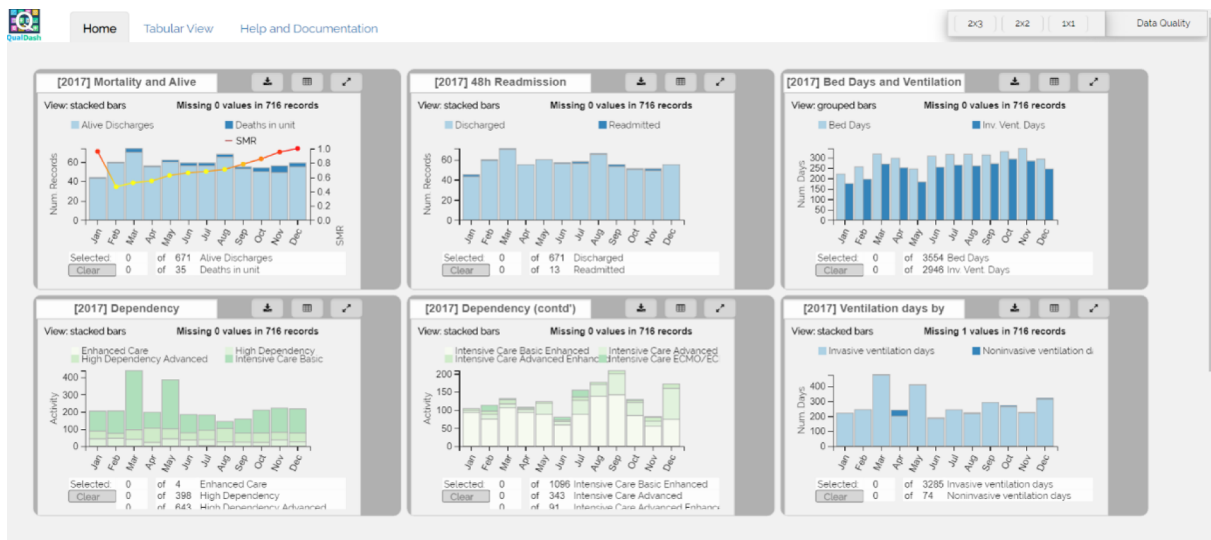 QualDash
Home Tabular View Help and Documentation
2x3 2x2 1x1 Data Quality
[2017] Mortality and Alive
View: stacked bars Missing 0 values in 716 records
Alive Discharges Deaths in unit
SMR
Num. Records
60
40
20
0
1.0
0.8
0.6
0.4
0.2
0.0
SMR
Jan Feb Mar Apr May Jun Jul Aug Sep Oct Nov Dec
Selected: 0 of 671 Alive Discharges
Clear 0 of 35 Deaths in unit
[2017] 48h Readmission
View: stacked bars Missing 0 values in 716 records
Discharged Readmitted
Num. Records
60
40
20
0
Jan Feb Mar Apr May Jun Jul Aug Sep Oct Nov Dec
Selected: 0 of 671 Discharged
Clear 0 of 13 Readmitted
[2017] Bed Days and Ventilation
View: grouped bars Missing 0 values in 716 records
Bed Days Inv. Vent. Days
Num. Days
300
250
200
150
100
50
0
Jan Feb Mar Apr May Jun Jul Aug Sep Oct Nov Dec
Selected: 0 of 3554 Bed Days
Clear 0 of 2946 Inv. Vent. Days
[2017] Dependency
View: stacked bars Missing 0 values in 716 records
Enhanced Care High Dependency
High Dependency Advanced Intensive Care Basic
Activity
400
300
200
100
0
Jan Feb Mar Apr May Jun Jul Aug Sep Oct Nov Dec
Selected: 0 of 4 Enhanced Care
Clear 0 of 398 High Dependency
0 of 643 High Dependency Advanced
[2017] Dependency (contd')
View: stacked bars Missing 0 values in 716 records
Intensive Care Basic Enhanced Intensive Care Advanced
Intensive Care Advanced Enhanced Intensive Care ECMO/EC
Activity
200
150
100
50
0
Jan Feb Mar Apr May Jun Jul Aug Sep Oct Nov Dec
Selected: 0 of 1096 Intensive Care Basic Enhanced
Clear 0 of 343 Intensive Care Advanced
0 of 91 Intensive Care Advanced Enhanc
[2017] Ventilation days by
View: stacked bars Missing 1 values in 716 records
Invasive ventilation days Noninvasive ventilation d
Num. Days
400
300
200
100
0
Jan Feb Mar Apr May Jun Jul Aug Sep Oct Nov Dec
Selected: 0 of 3285 Invasive ventilation days
Clear 0 of 74 Noninvasive ventilation days